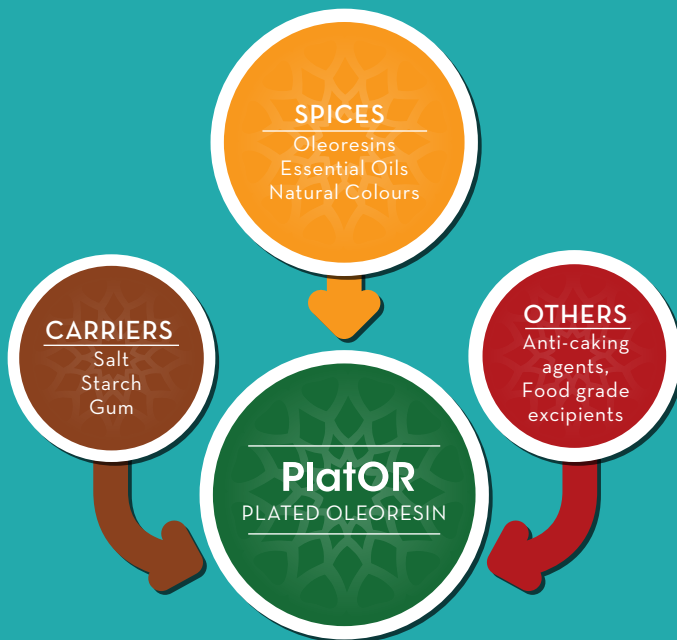 SPICES
Oleoresins
Essential Oils
Natural Colours
CARRIERS
Salt
Starch
Gum
OTHERS
Anti-caking
agents,
Food grade
excipients
PlatOR
PLATED OLEORESIN